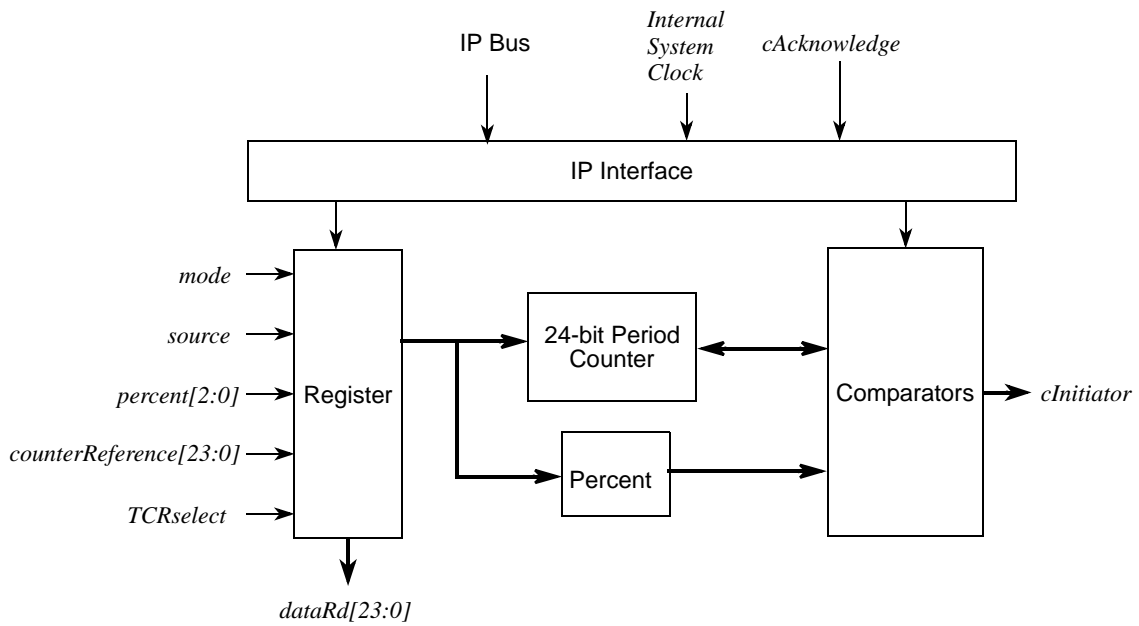 IP Bus
Internal
System
Clock
cAcknowledge
IP Interface
mode
source
percent[2:0]
counterReference[23:0]
TCRselect
Register
24-bit Period
Counter
Percent
Comparators
cInitiator
dataRd[23:0]